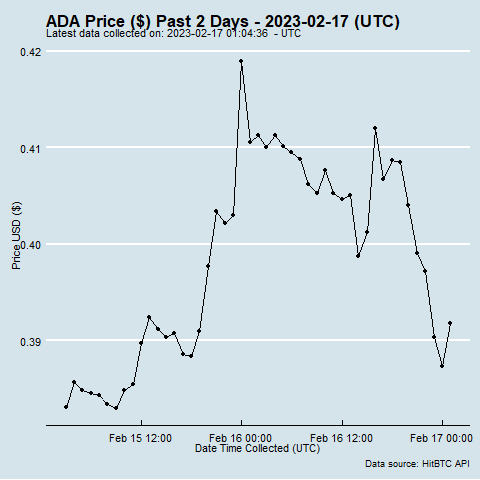 ADA Price ($) Past 2 Days - 2023-02-17 (UTC)
Latest data collected on: 2023-02-17 01:04:36  - UTC
0.42
0.41
0.40
0.39
Price USD ($)
Feb 15 12:00
Feb 16 00:00
Feb 16 12:00
Feb 17 00:00
Date Time Collected (UTC)
Data source: HitBTC API